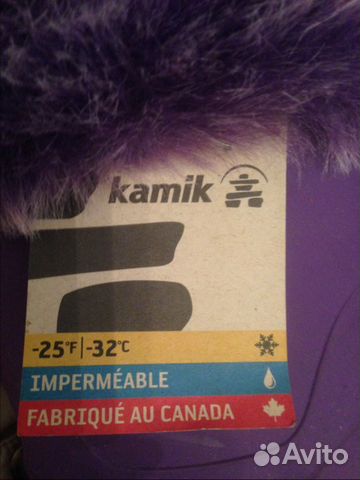 kamik
-25°F | -32°C
IMPERMÉABLE
FABRIQUÉ AU CANADA
Avito